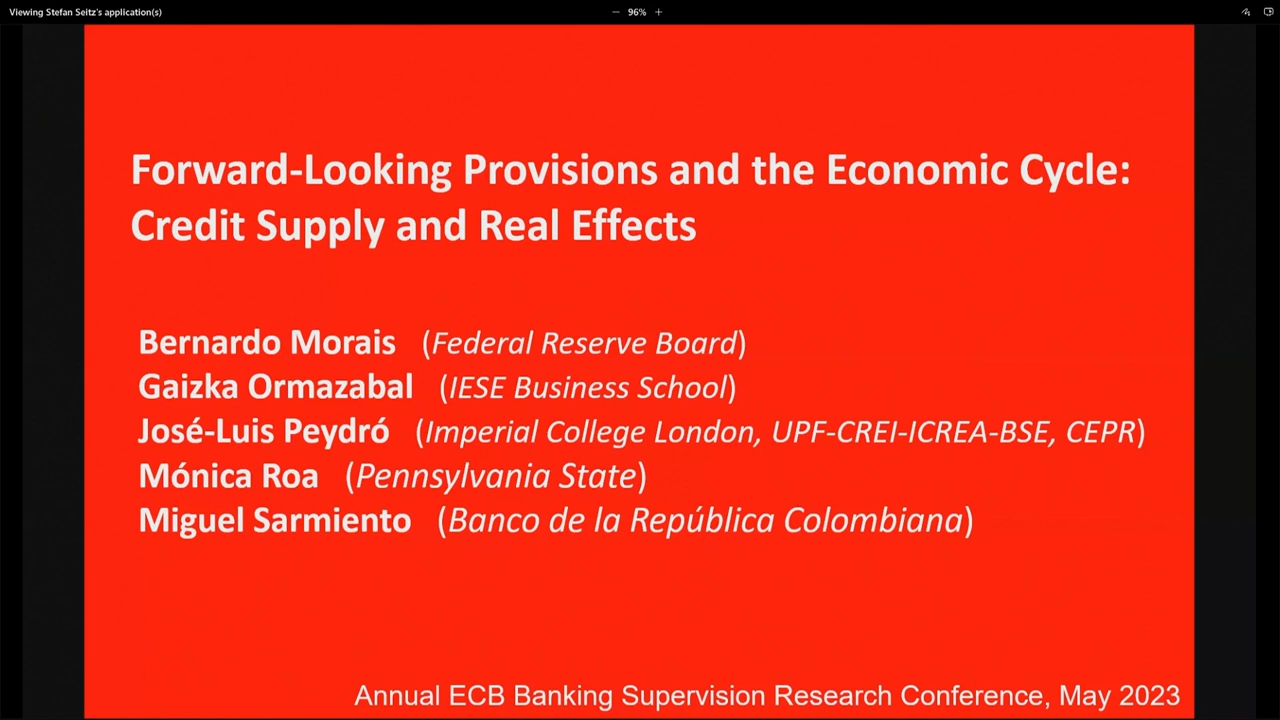 Viewing Stefan Seitz's application(s)
− 96% +
Forward-Looking Provisions and the Economic Cycle:
Credit Supply and Real Effects
Bernardo Morais (Federal Reserve Board)
Gaizka Ormazabal (IESE Business School)
José-Luis Peydró (Imperial College London, UPF-CREI-ICREA-BSE, CEPR)
Mónica Roa (Pennsylvania State)
Miguel Sarmiento (Banco de la República Colombiana)
Annual ECB Banking Supervision Research Conference, May 2023